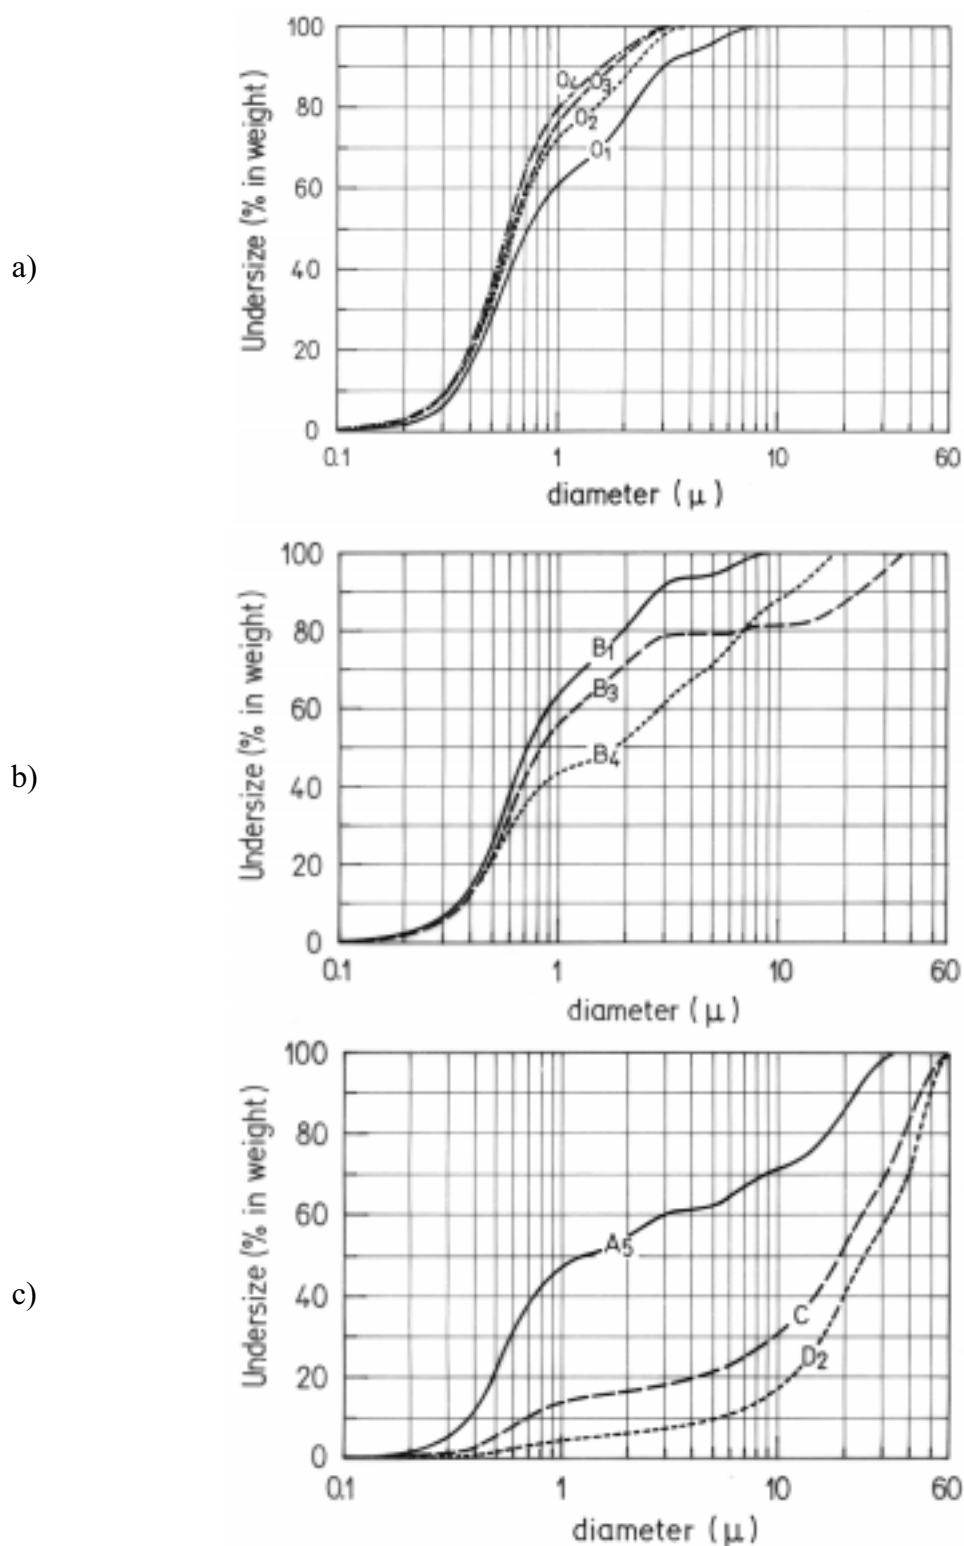 a)
Undersize (% in weight)
100
80
60
40
20
0
O₄ O₃
O₂
O₁
0.1 1 10 60
diameter (μ)
b)
Undersize (% in weight)
100
80
60
40
20
0
B₁
B₃
B₄
0.1 1 10 60
diameter (μ)
c)
Undersize (% in weight)
100
80
60
40
20
0
A₅
C
D₂
0.1 1 10 60
diameter (μ)